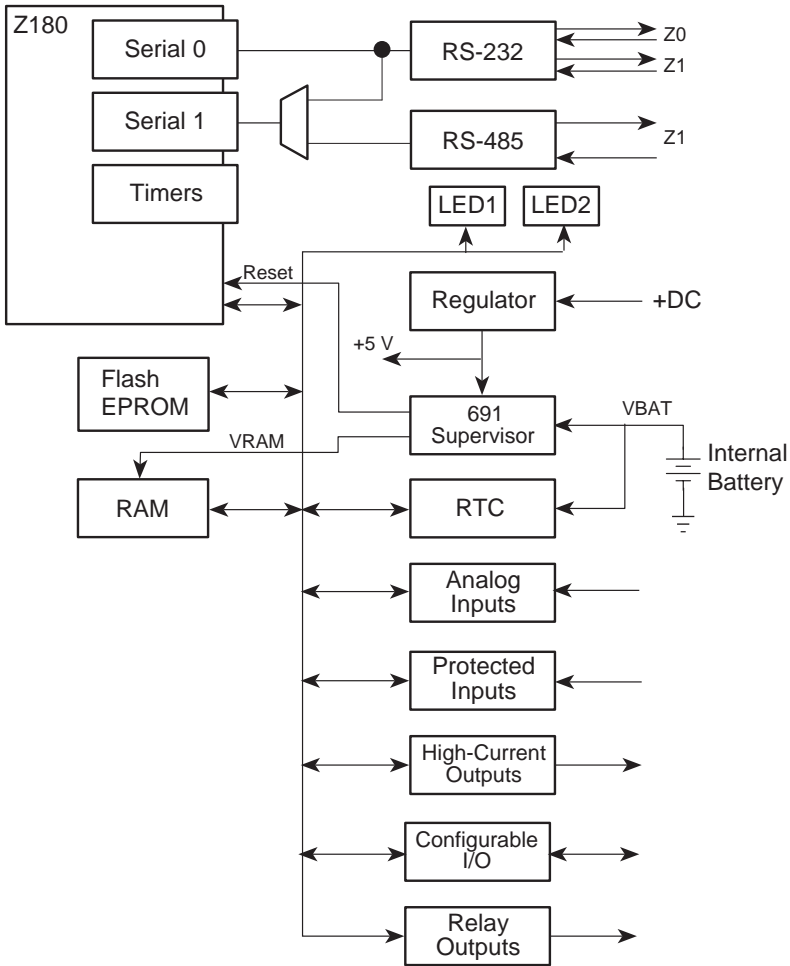 Z180
Serial 0
RS-232
Z0
Z1
Serial 1
RS-485
Z1
Timers
LED1
LED2
Reset
Regulator
+DC
+5 V
Flash
EPROM
691
Supervisor
VBAT
VRAM
Internal
Battery
RAM
RTC
Analog
Inputs
Protected
Inputs
High-Current
Outputs
Configurable
I/O
Relay
Outputs